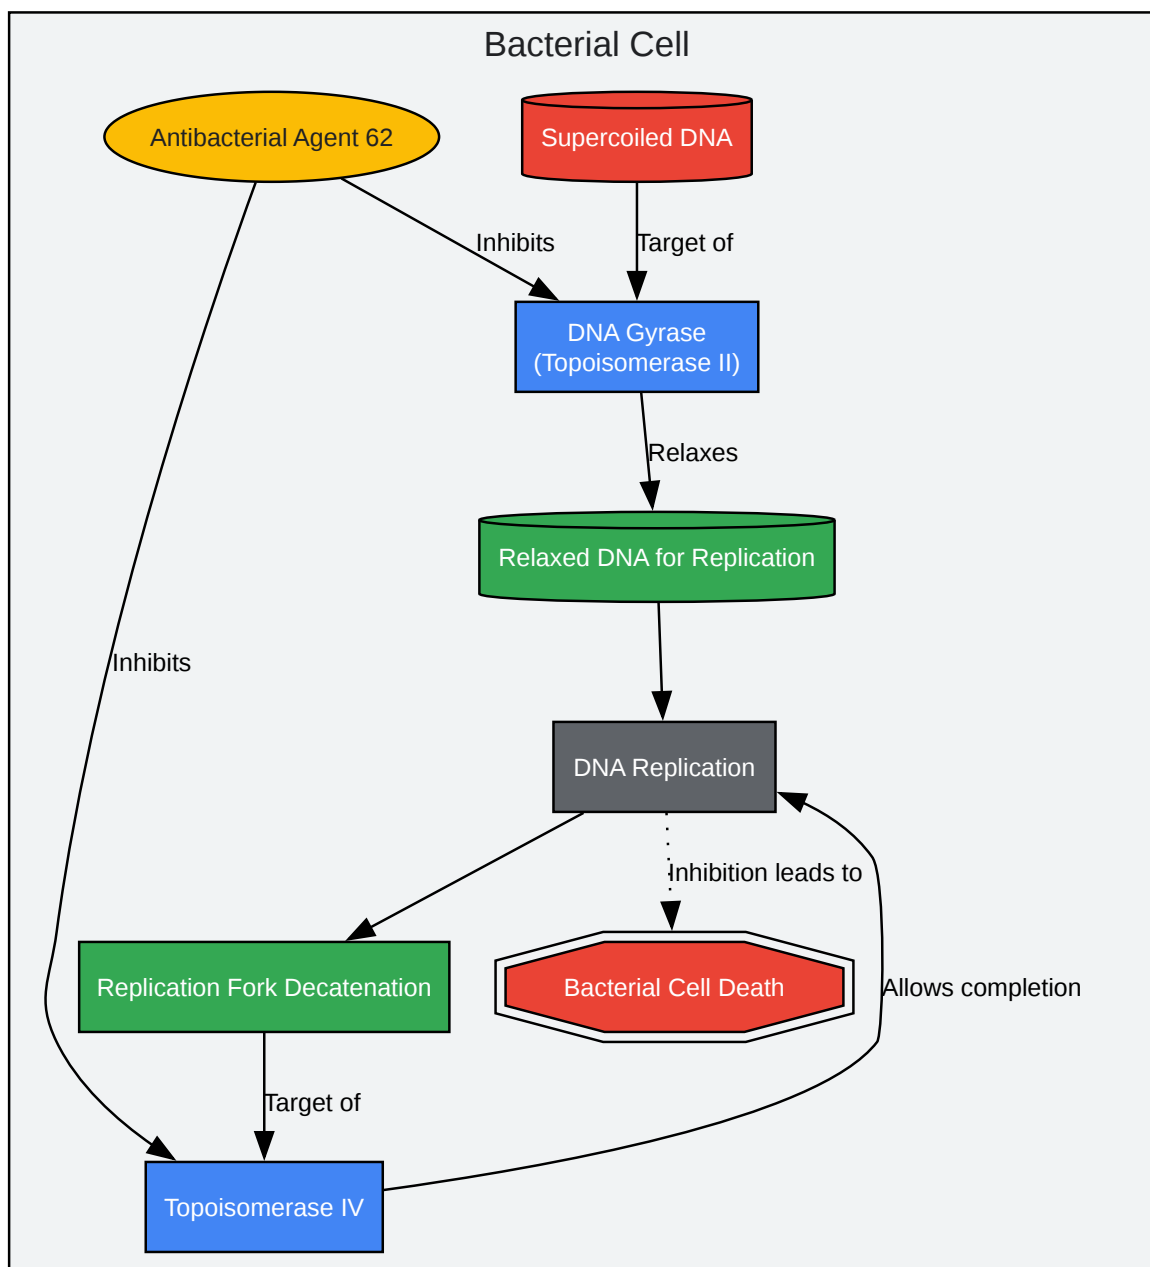 Bacterial Cell
Antibacterial Agent 62
Supercoiled DNA
Inhibits
Target of
DNA Gyrase
(Topoisomerase II)
Relaxes
Relaxed DNA for Replication
Inhibits
DNA Replication
Inhibition leads to
Replication Fork Decatenation
Bacterial Cell Death
Allows completion
Target of
Topoisomerase IV